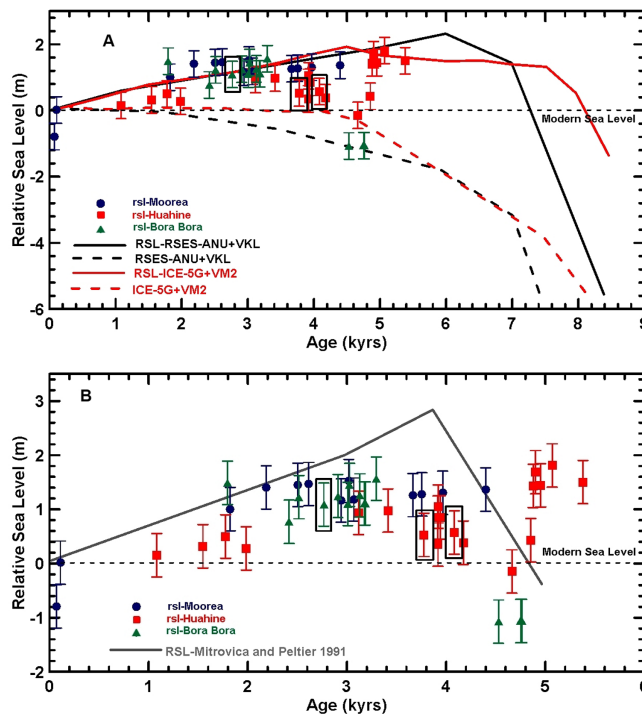 A
4
2
0
-2
-4
-6
Relative Sea Level (m)
Modern Sea Level
rsl-Moorea
rsl-Huahine
rsl-Bora Bora
RSL-RSES-ANU+VKL
RSES-ANU+VKL
RSL-ICE-5G+VM2
ICE-5G+VM2
0 1 2 3 4 5 6 7 8 9
Age (kyrs)
B
3
2
1
0
-1
-2
Relative Sea Level (m)
Modern Sea Level
rsl-Moorea
rsl-Huahine
rsl-Bora Bora
RSL-Mitrovica and Peltier 1991
0 1 2 3 4 5 6
Age (kyrs)